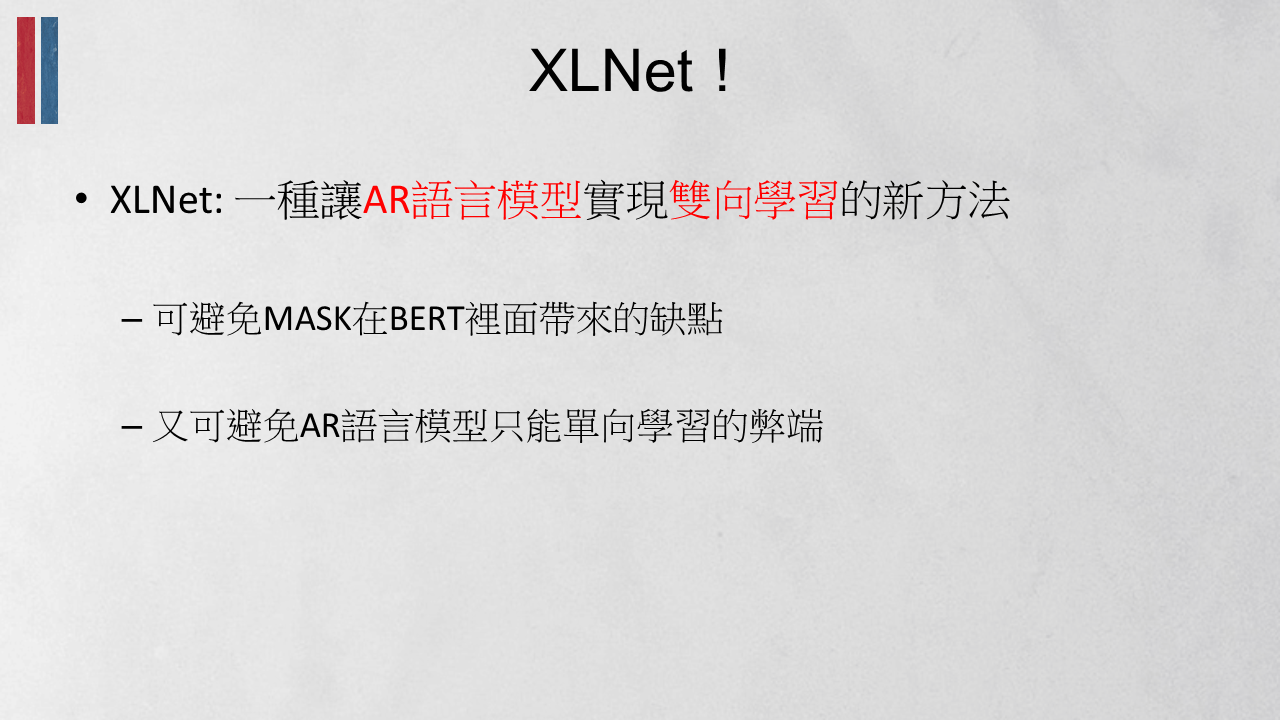 XLNet！
• XLNet: 一種讓AR語言模型實現雙向學習的新方法
– 可避免MASK在BERT裡面帶來的缺點
– 又可避免AR語言模型只能單向學習的弊端